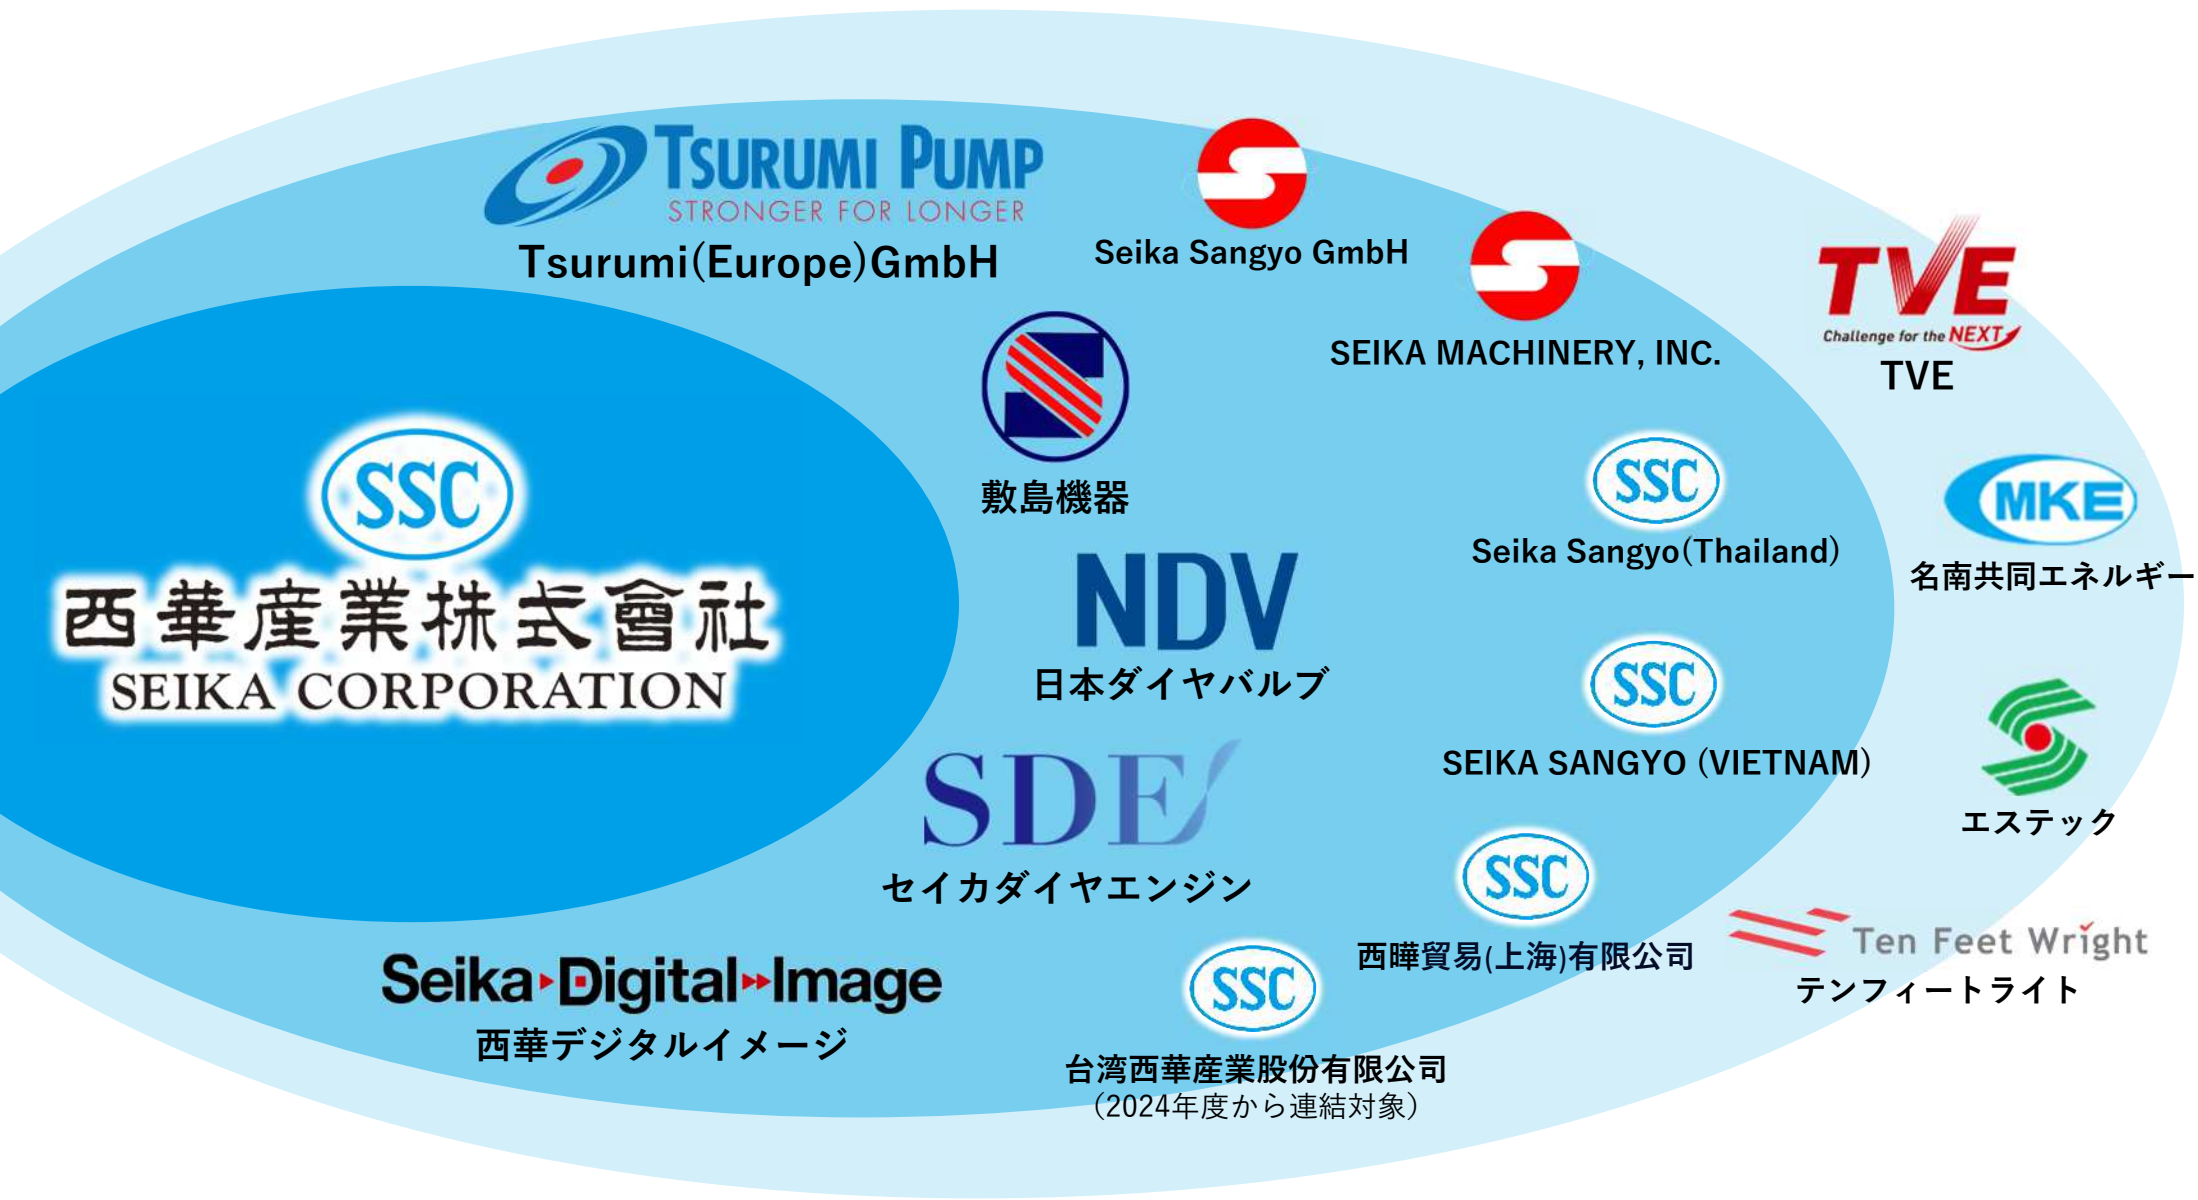 TSURUMI PUMP
STRONGER FOR LONGER
Tsurumi(Europe)GmbH
Seika Sangyo GmbH
SEIKA MACHINERY, INC.
TVE
Challenge for the NEXT
TVE
敷島機器
SSC
西華産業株式會社
SEIKA CORPORATION
SSC
Seika Sangyo(Thailand)
MKE
名南共同エネルギー
NDV
日本ダイヤバルブ
SSC
SEIKA SANGYO (VIETNAM)
エステック
SDE
セイカダイヤエンジン
SSC
西曄貿易(上海)有限公司
Ten Feet Wright
テンフィートライト
Seika Digital Image
西華デジタルイメージ
SSC
台湾西華産業股份有限公司
（2024年度から連結対象）